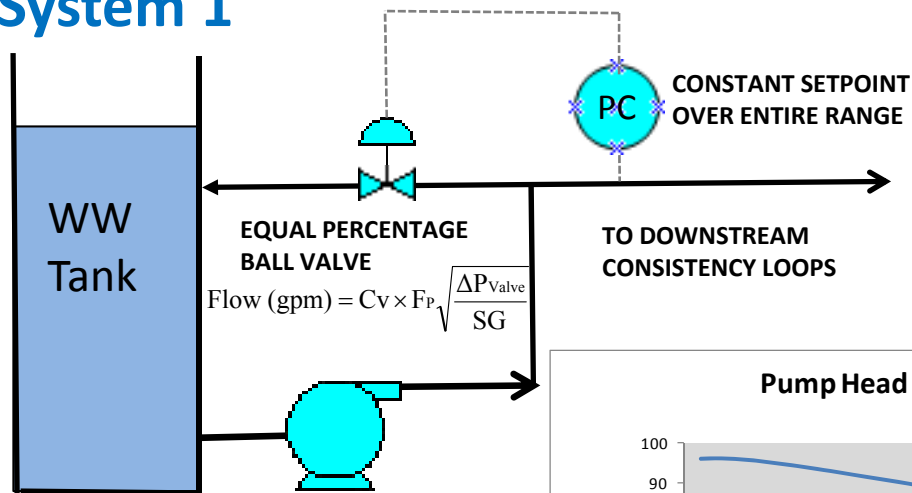 System 1
PC
CONSTANT SETPOINT
OVER ENTIRE RANGE
WW
Tank
EQUAL PERCENTAGE
BALL VALVE
Flow (gpm) = Cv × FP√(ΔPValve/SG)
TO DOWNSTREAM
CONSISTENCY LOOPS
Pump Head
100
90